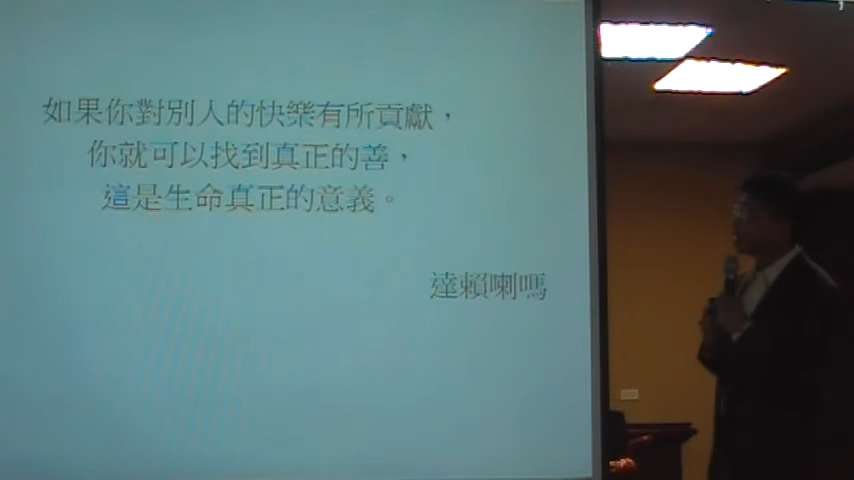 如果你對別人的快樂有所貢獻，
你就可以找到真正的善，
這是生命真正的意義。
達賴喇嗎